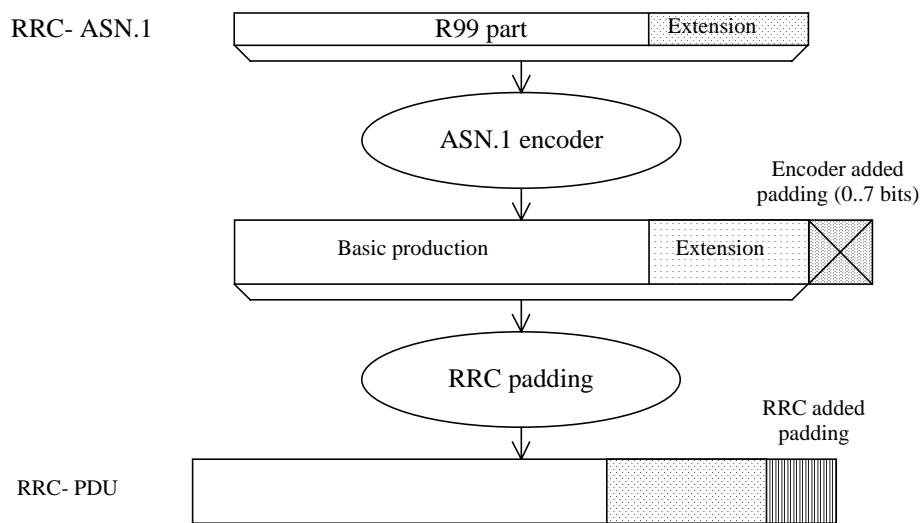 RRC- ASN.1
R99 part
Extension
ASN.1 encoder
Encoder added
padding (0..7 bits)
Basic production
Extension
RRC padding
RRC added
padding
RRC- PDU